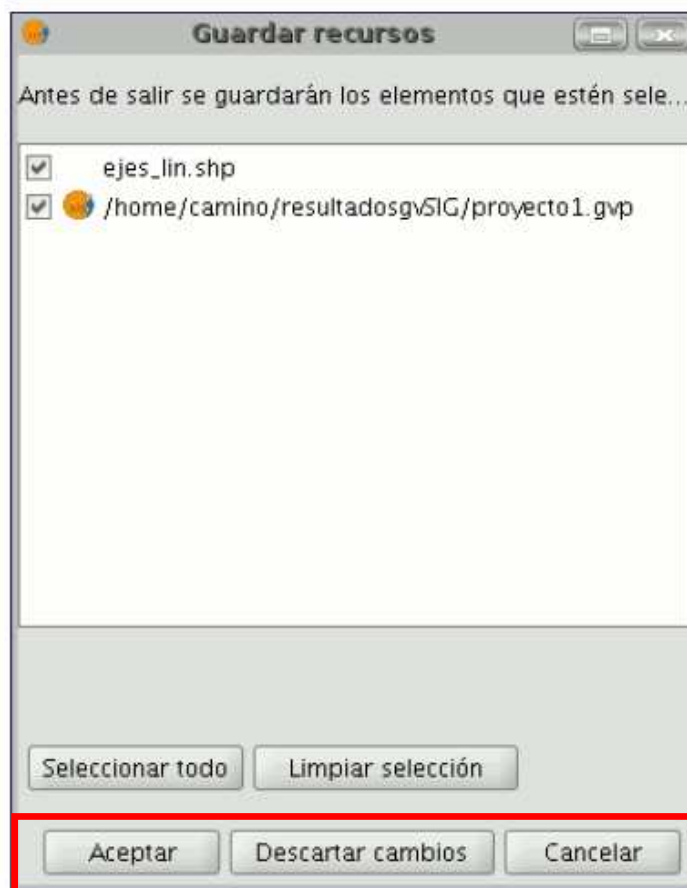 Guardar recursos
Antes de salir se guardarán los elementos que estén sele...
ejes_lin.shp
/home/camino/resultadosgvSIG/proyecto1.gvp
Seleccionar todo Limpiar selección
Aceptar Descartar cambios Cancelar